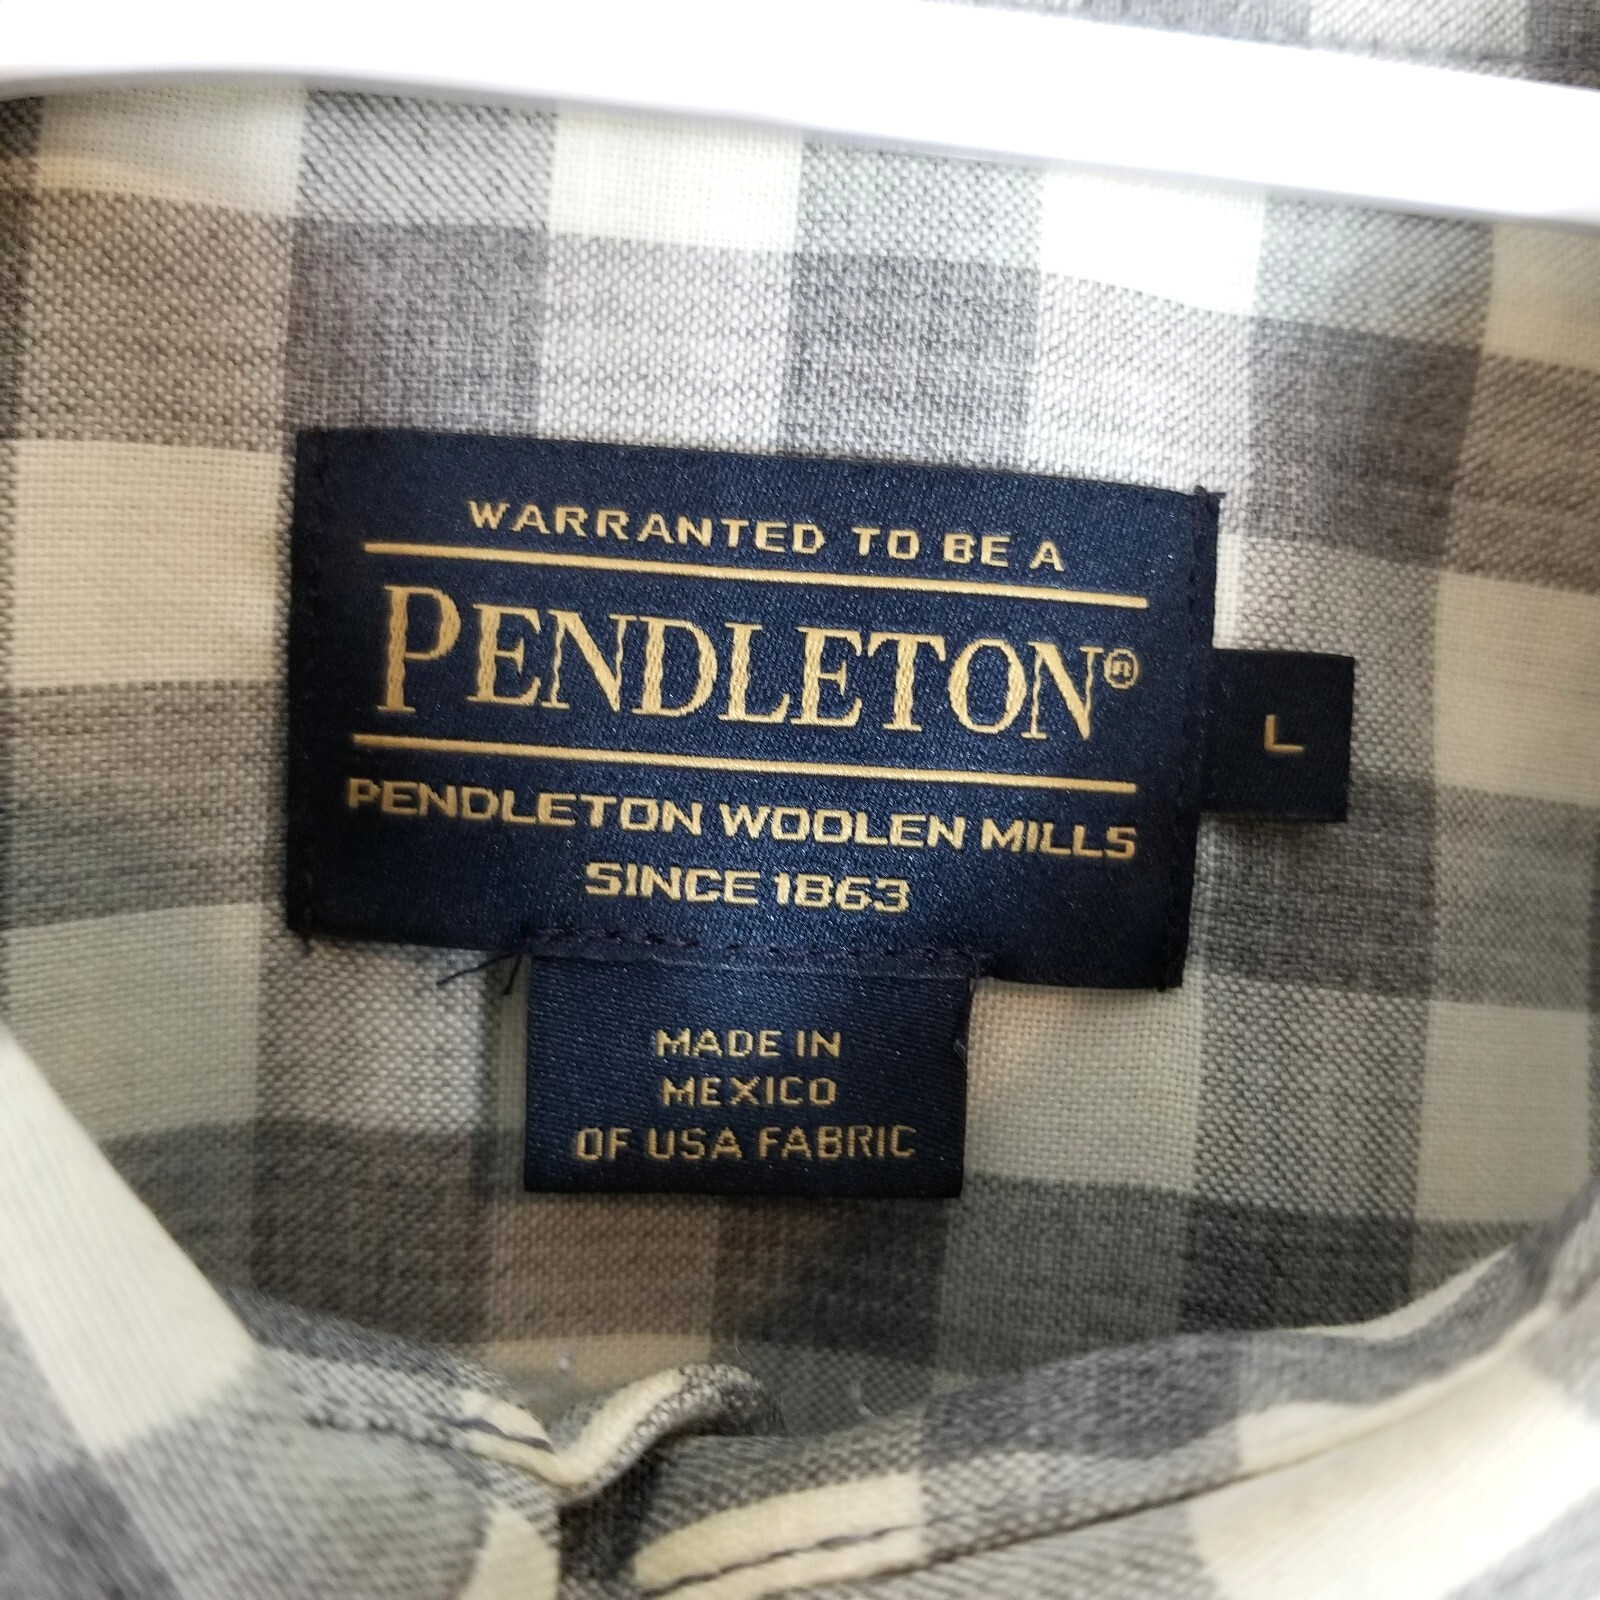 WARRANTED TO BE A
PENDLETON®
PENDLETON WOOLEN MILLS
SINCE 1863
L
MADE IN
MEXICO
OF USA FABRIC